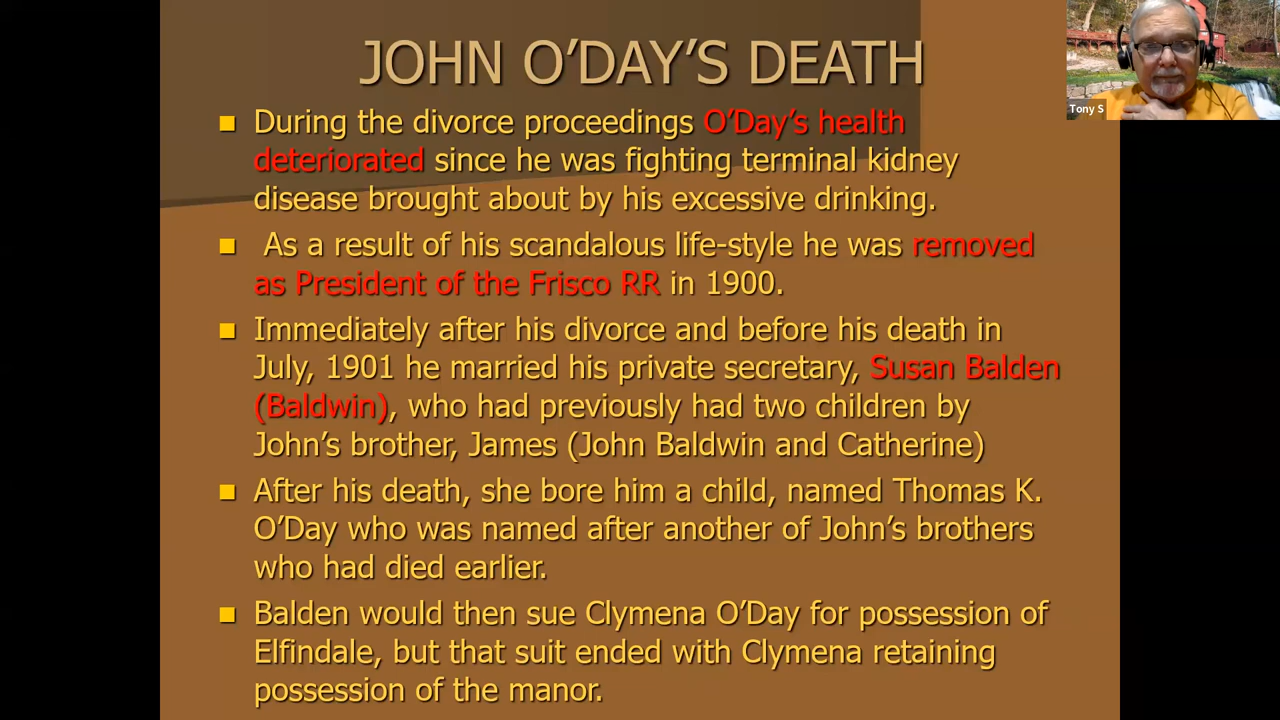 JOHN O’DAY’S DEATH
Tony S
During the divorce proceedings O’Day’s health
deteriorated since he was fighting terminal kidney
disease brought about by his excessive drinking.
As a result of his scandalous life-style he was removed
as President of the Frisco RR in 1900.
Immediately after his divorce and before his death in
July, 1901 he married his private secretary, Susan Balden
(Baldwin), who had previously had two children by
John’s brother, James (John Baldwin and Catherine)
After his death, she bore him a child, named Thomas K.
O’Day who was named after another of John’s brothers
who had died earlier.
Balden would then sue Clymena O’Day for possession of
Elfindale, but that suit ended with Clymena retaining
possession of the manor.